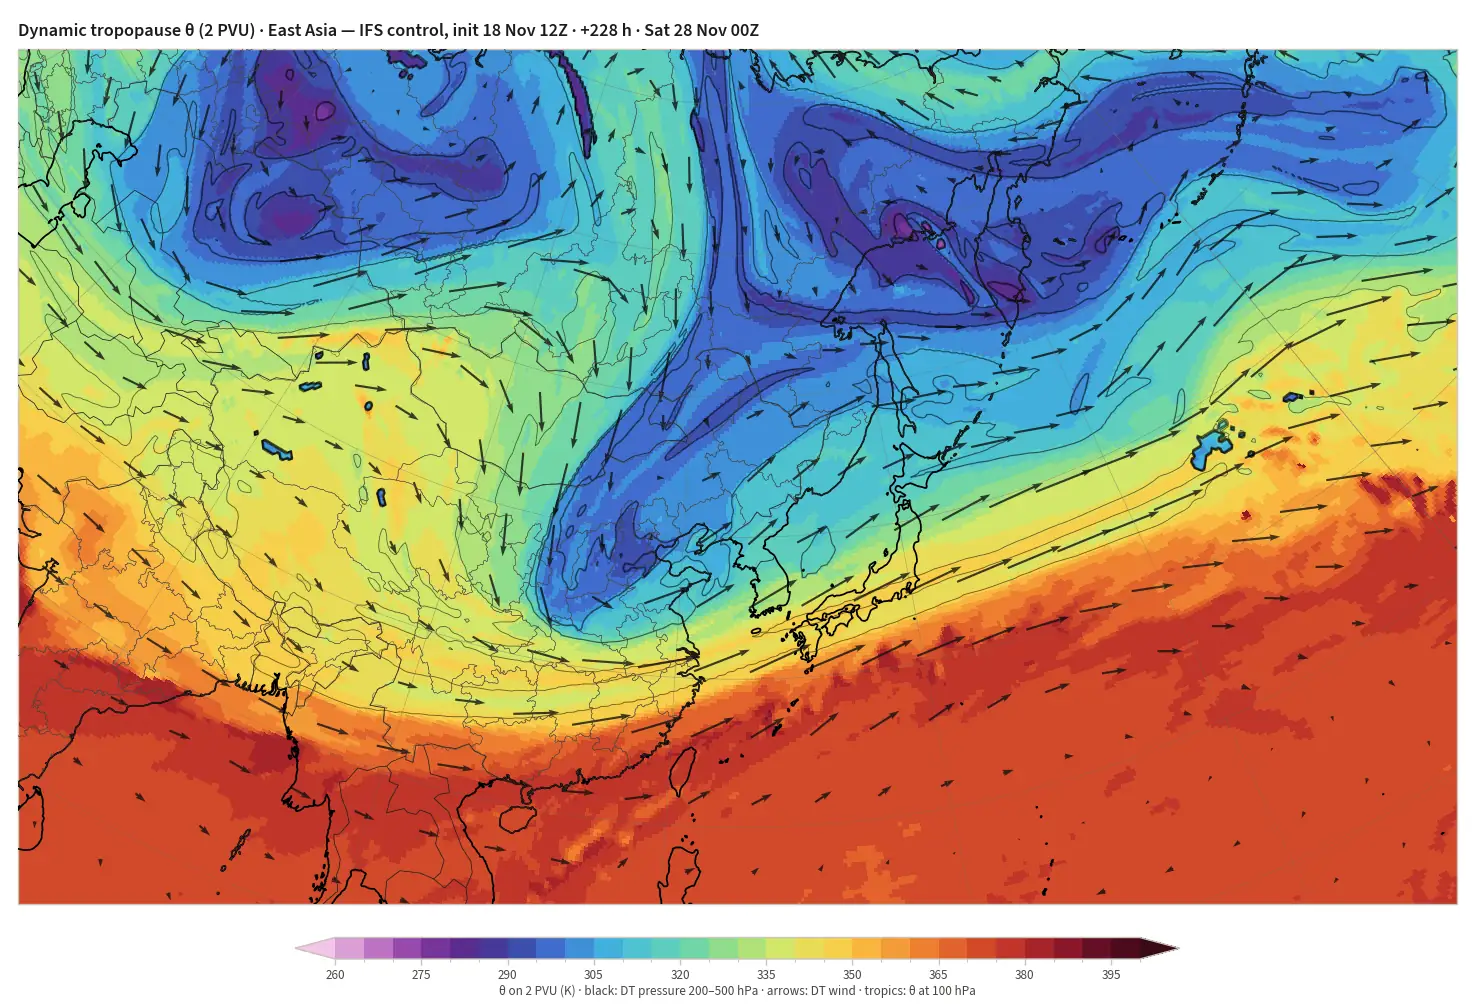 Dynamic tropopause θ (2 PVU) · East Asia — IFS control, init 18 Nov 12Z · +228 h · Sat 28 Nov 00Z
260 275 290 305 320 335 350 365 380 395
θ on 2 PVU (K) · black: DT pressure 200–500 hPa · arrows: DT wind · tropics: θ at 100 hPa